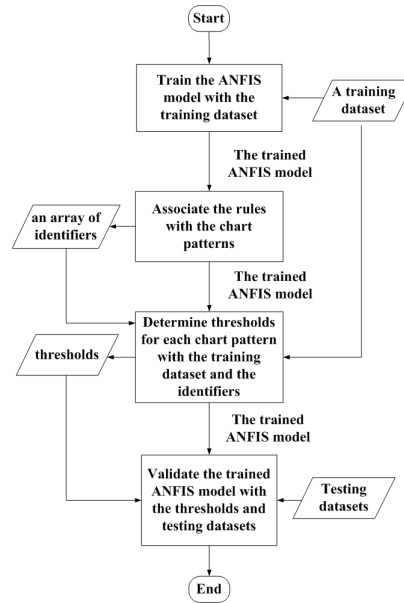 Start
Train the ANFIS
model with the
training dataset
A training
dataset
The trained
ANFIS model
an array of
identifiers
Associate the rules
with the chart
patterns
The trained
ANFIS model
Determine thresholds
for each chart pattern
with the training
dataset and the
identifiers
thresholds
The trained
ANFIS model
Validate the trained
ANFIS model with
the thresholds and
testing datasets
Testing
datasets
End